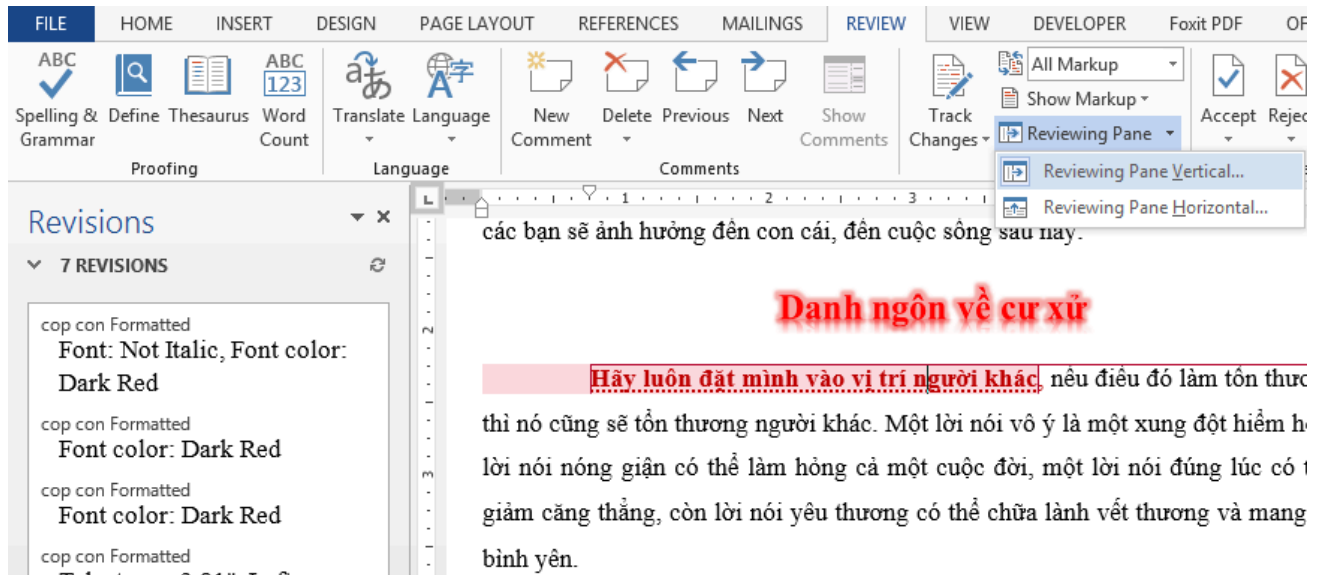 FILE HOME INSERT DESIGN PAGE LAYOUT REFERENCES MAILINGS REVIEW VIEW DEVELOPER Foxit PDF
ABC
Spelling & Grammar
Define
Thesaurus
ABC 123
Word Count
Translate
Language
New Comment
Delete
Previous
Next
Show Comments
Track Changes
All Markup
Show Markup
Reviewing Pane
Accept
Proofing Language Comments
Reviewing Pane Vertical...
Reviewing Pane Horizontal...
Revisions
7 REVISIONS
cop con Formatted
Font: Not Italic, Font color:
Dark Red
cop con Formatted
Font color: Dark Red
cop con Formatted
Font color: Dark Red
cop con Formatted
L
1 2 3
2
3
các bạn sẽ ảnh hưởng đến con cái, đến cuộc sống sau này.
Danh ngôn về cư xử
Hãy luôn đặt mình vào vị trí người khác, nếu điều đó làm tổn
thì nó cũng sẽ tổn thương người khác. Một lời nói vô ý là một xung đột hiểm
lời nói nóng giận có thể làm hỏng cả một cuộc đời, một lời nói đúng lúc có
giảm căng thẳng, còn lời nói yêu thương có thể chữa lành vết thương và mang
bình yên.